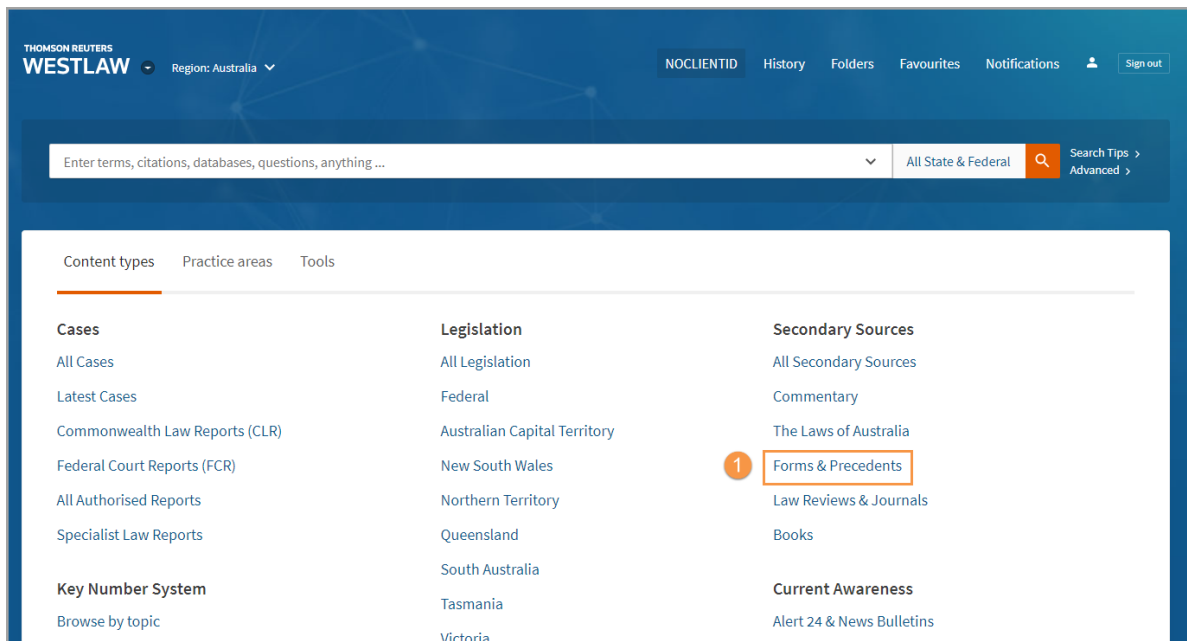 THOMSON REUTERS
WESTLAW
Region: Australia
NOCLIENTID
History
Folders
Favourites
Notifications
Sign out
Enter terms, citations, databases, questions, anything ...
All State & Federal
Search Tips >
Advanced >
Content types
Practice areas
Tools
Cases
All Cases
Latest Cases
Commonwealth Law Reports (CLR)
Federal Court Reports (FCR)
All Authorised Reports
Specialist Law Reports
Key Number System
Browse by topic
Legislation
All Legislation
Federal
Australian Capital Territory
New South Wales
Northern Territory
Queensland
South Australia
Tasmania
Victoria
Secondary Sources
All Secondary Sources
Commentary
The Laws of Australia
1
Forms & Precedents
Law Reviews & Journals
Books
Current Awareness
Alert 24 & News Bulletins